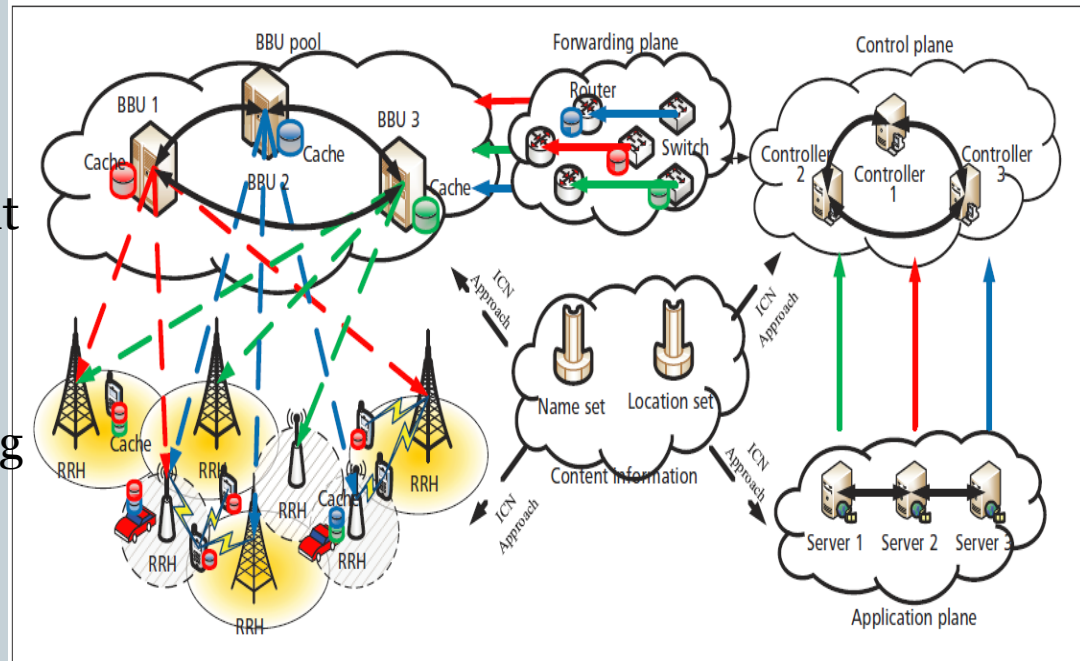 BBU pool
Forwarding plane
Control plane
BBU 1
BBU 3
Router
Cache
Cache
BBU 2
Cache
Switch
Controller
2
Controller
1
Controller
3
ICN
Approach
ICN
Approach
Name set
Location set
Content information
ICN
Approach
ICN
Approach
Cache
RRH
RRH
RRH
Cache
RRH
RRH
RRH
RRH
Server 1
Server 2
Server 3
Application plane
g